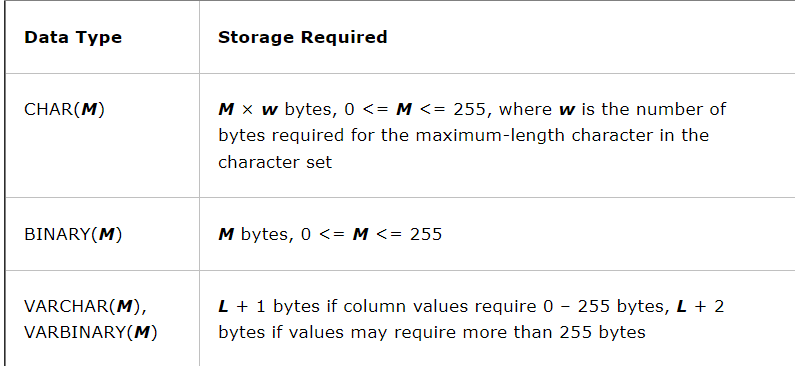 Data Type
Storage Required
CHAR(M)
M × w bytes, 0 <= M <= 255, where w is the number of
bytes required for the maximum-length character in the
character set
BINARY(M)
M bytes, 0 <= M <= 255
VARCHAR(M),
VARBINARY(M)
L + 1 bytes if column values require 0 − 255 bytes, L + 2
bytes if values may require more than 255 bytes